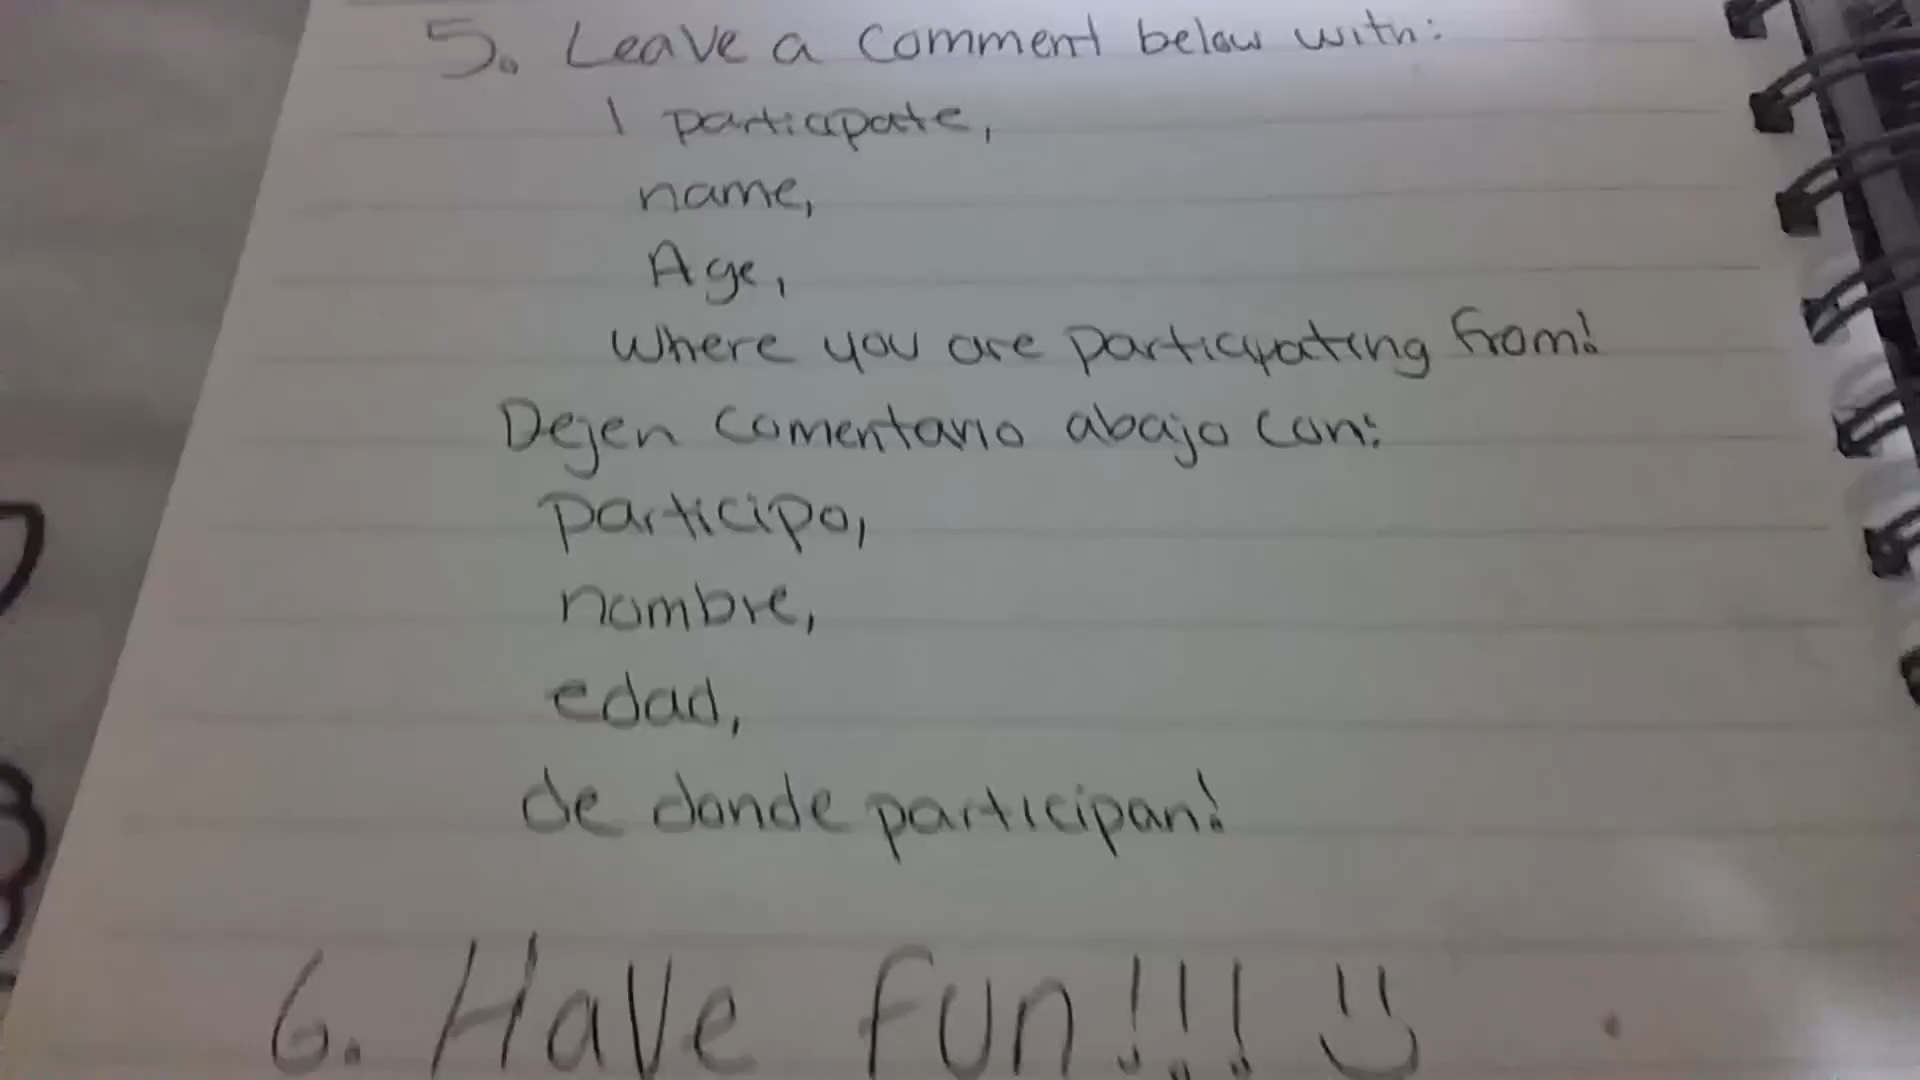 5. Leave a comment below with:
I participate,
name,
Age,
Where you are participating from!
Dejen comentario abajo con:
participo,
nombre,
edad,
de donde participan!
6. Have fun!!! :)